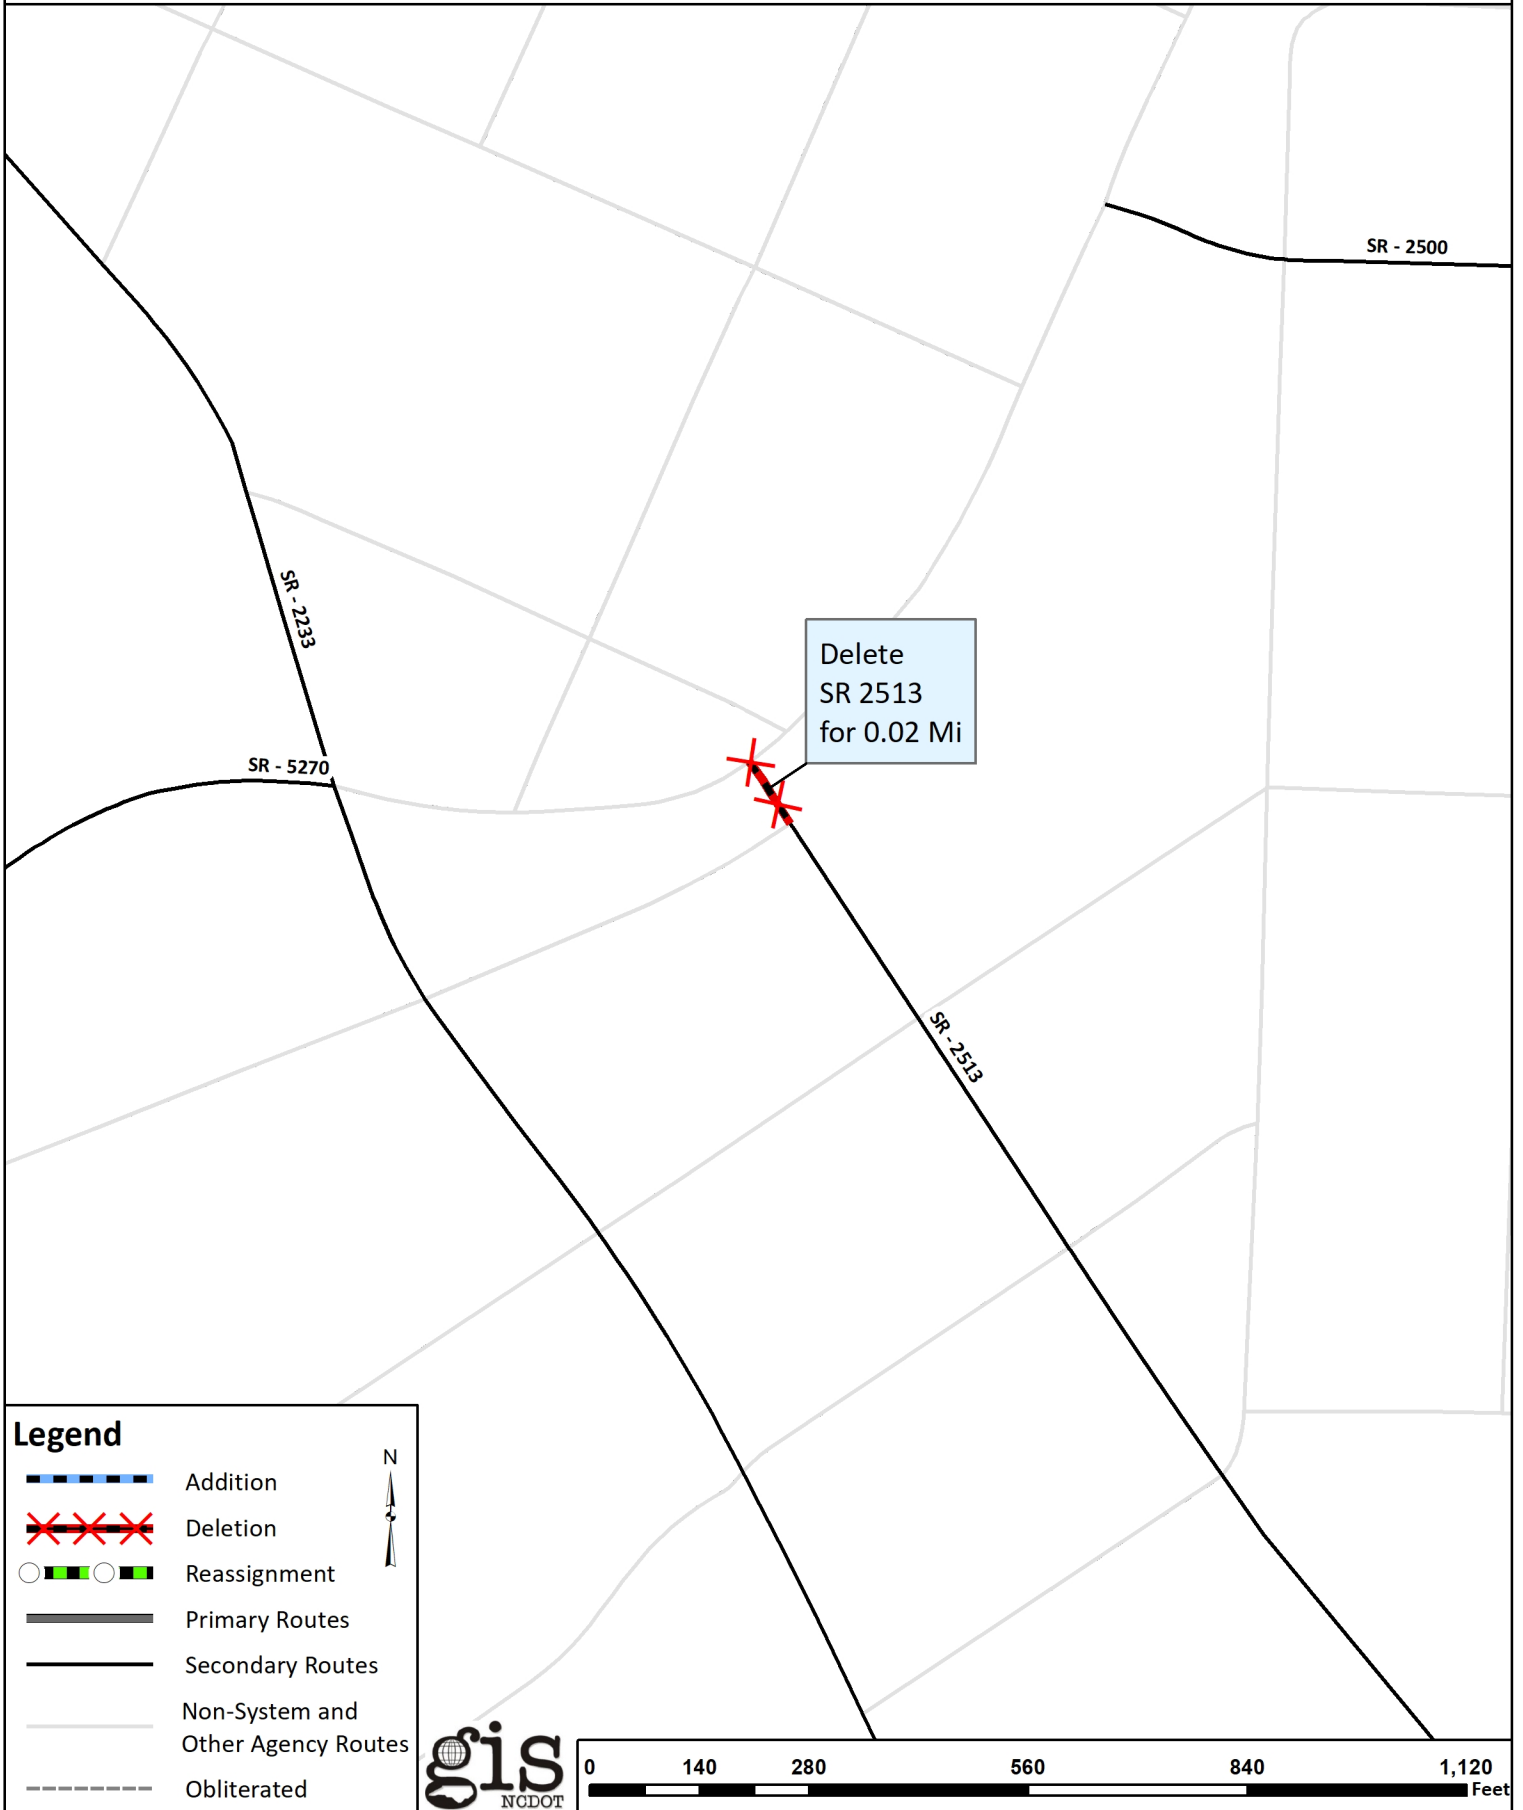 SR - 2500
SR - 2233
Delete
SR 2513
for 0.02 Mi
SR - 5270
SR - 2513
Legend
N
Addition
Deletion
Reassignment
Primary Routes
Secondary Routes
Non-System and
Other Agency Routes
Obliterated
gis
NCDOT
0 140 280 560 840 1,120
Feet